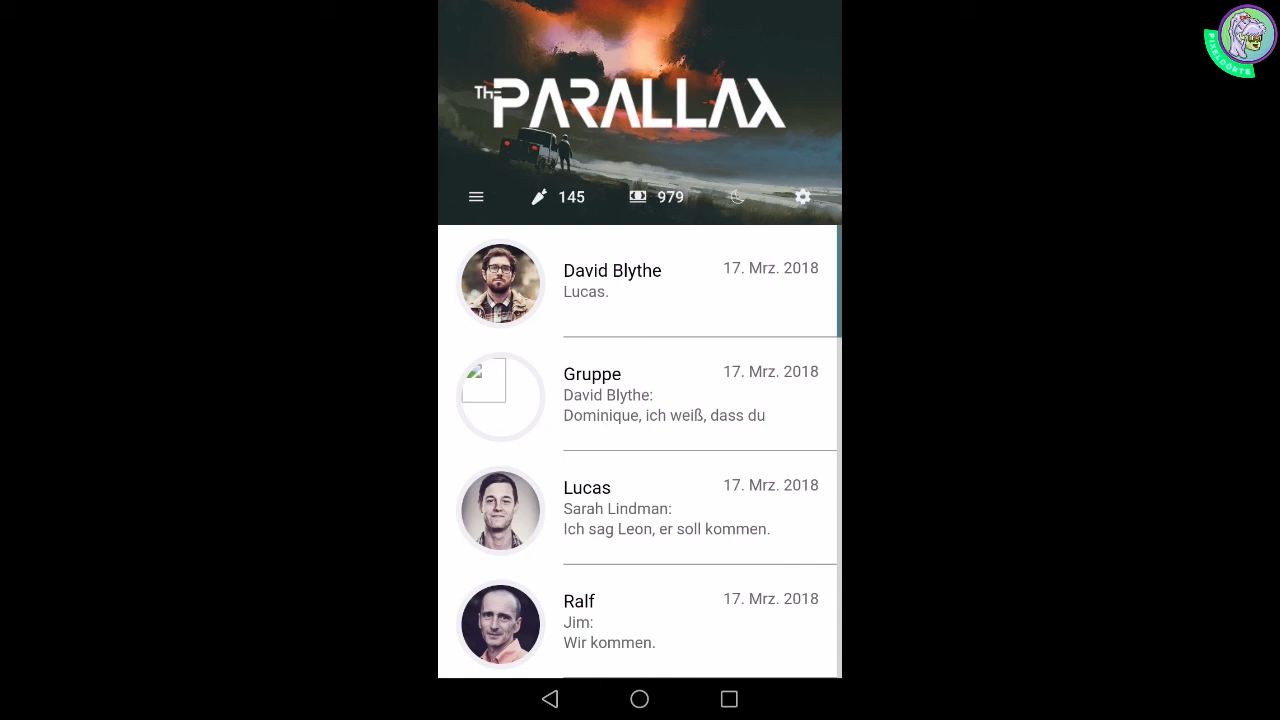 The PARALLAX
145
979
David Blythe
17. Mrz. 2018
Lucas.
Gruppe
17. Mrz. 2018
David Blythe:
Dominique, ich weiß, dass du
Lucas
17. Mrz. 2018
Sarah Lindman:
Ich sag Leon, er soll kommen.
Ralf
17. Mrz. 2018
Jim:
Wir kommen.
PIXELDÖRTE